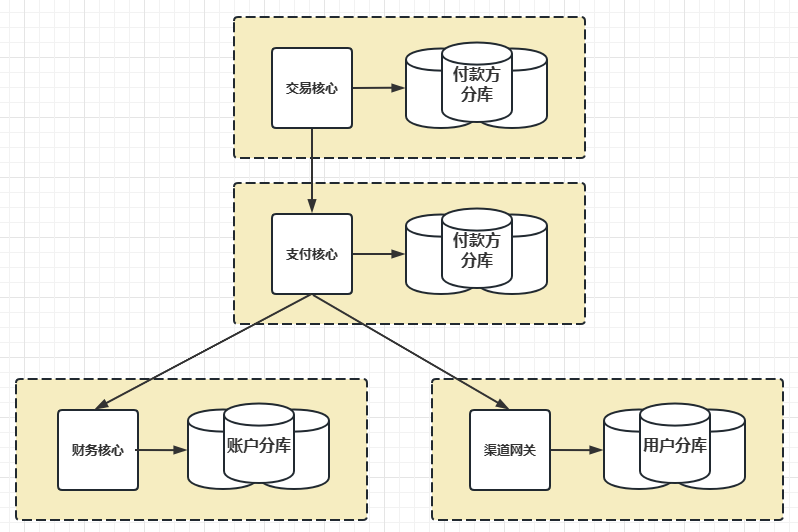 交易核心
付款方
分库
支付核心
付款方
分库
财务核心
账户分库
渠道网关
用户分库